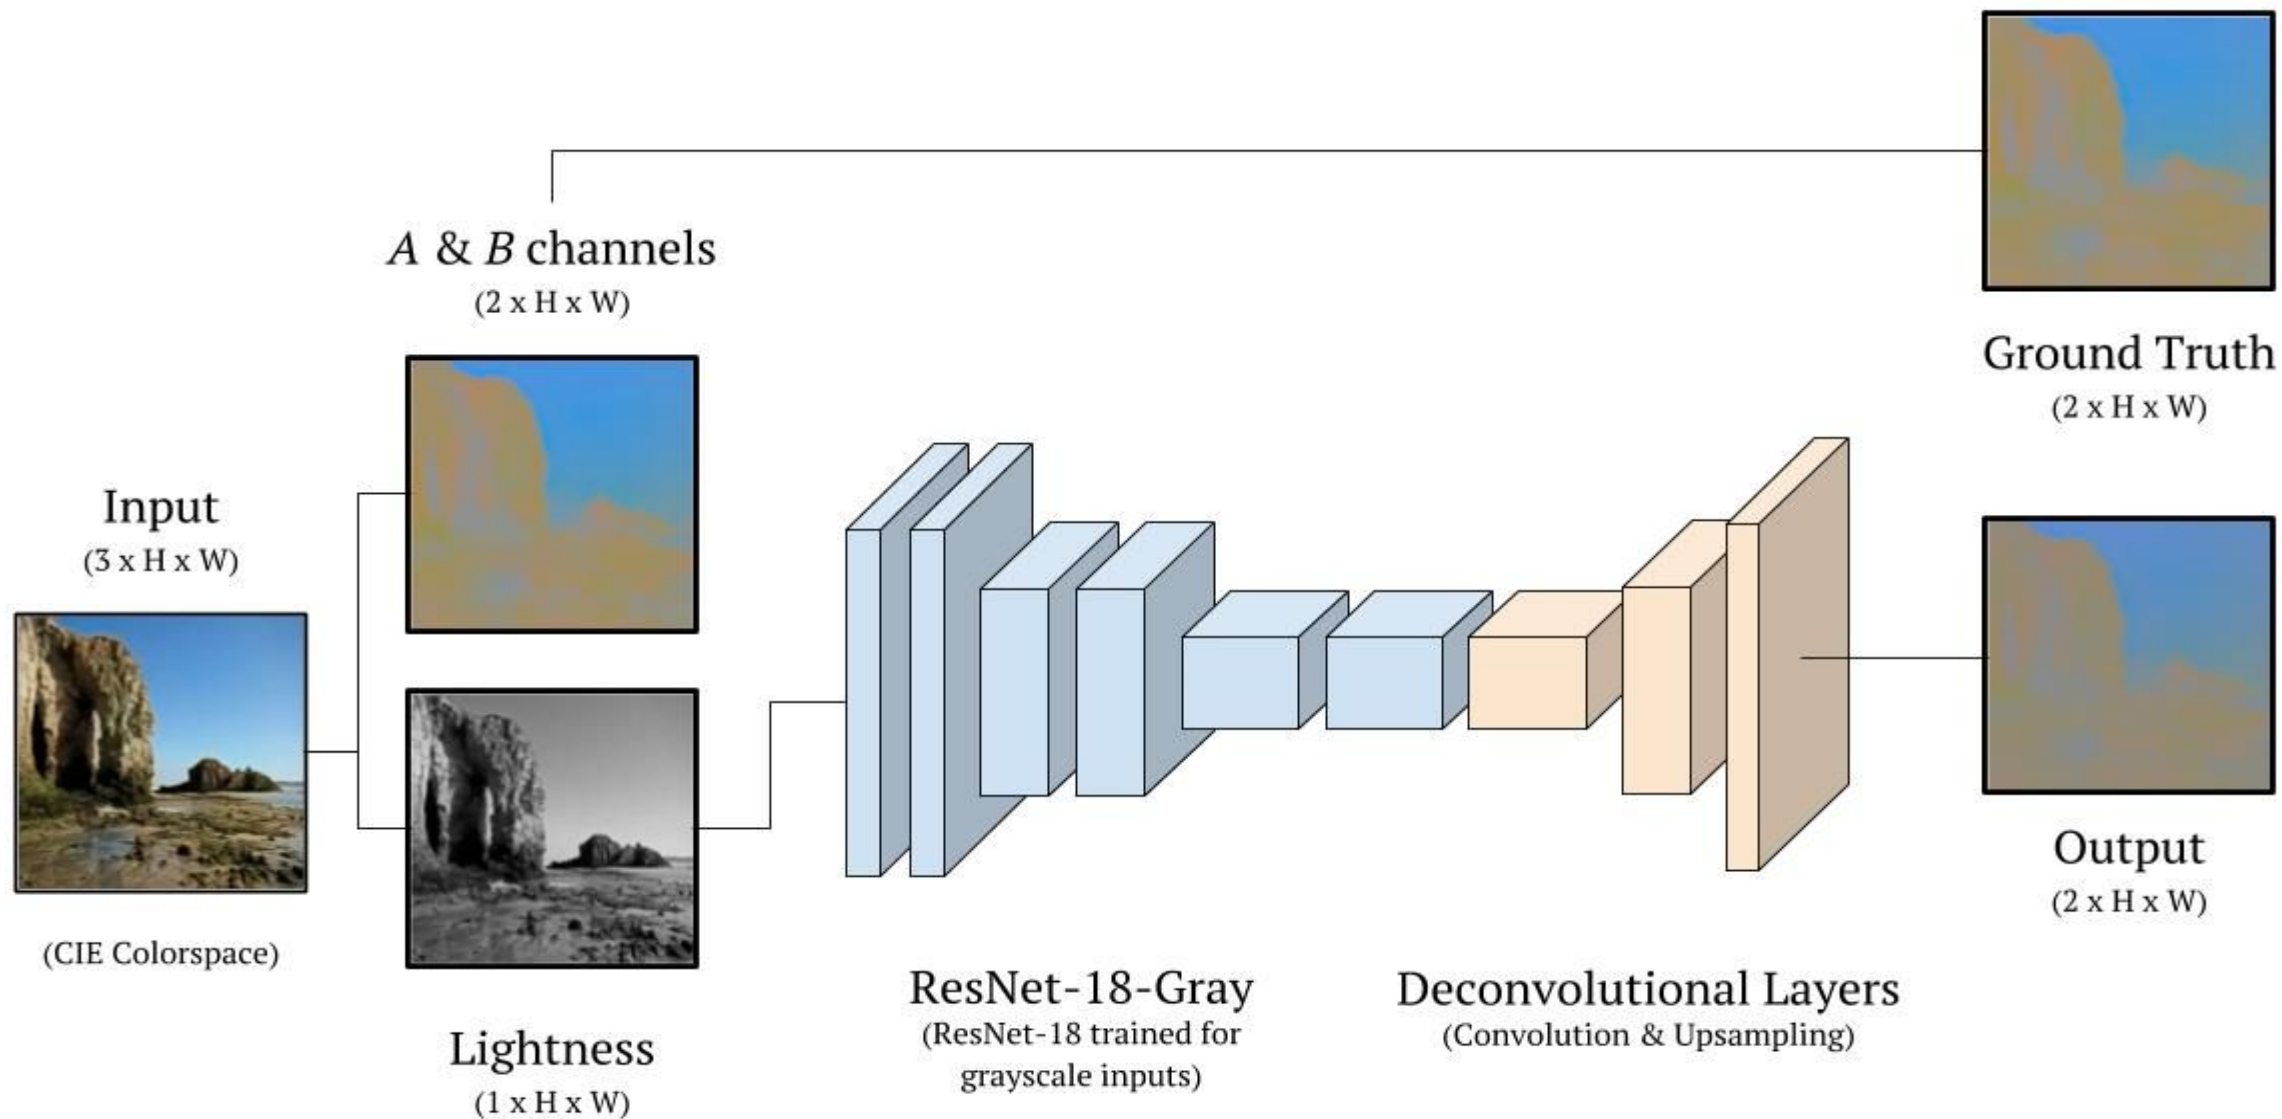 A & B channels
(2 x H x W)
Ground Truth
(2 x H x W)
Input
(3 x H x W)
(CIE Colorspace)
Lightness
(1 x H x W)
ResNet-18-Gray
(ResNet-18 trained for
grayscale inputs)
Deconvolutional Layers
(Convolution & Upsampling)
Output
(2 x H x W)